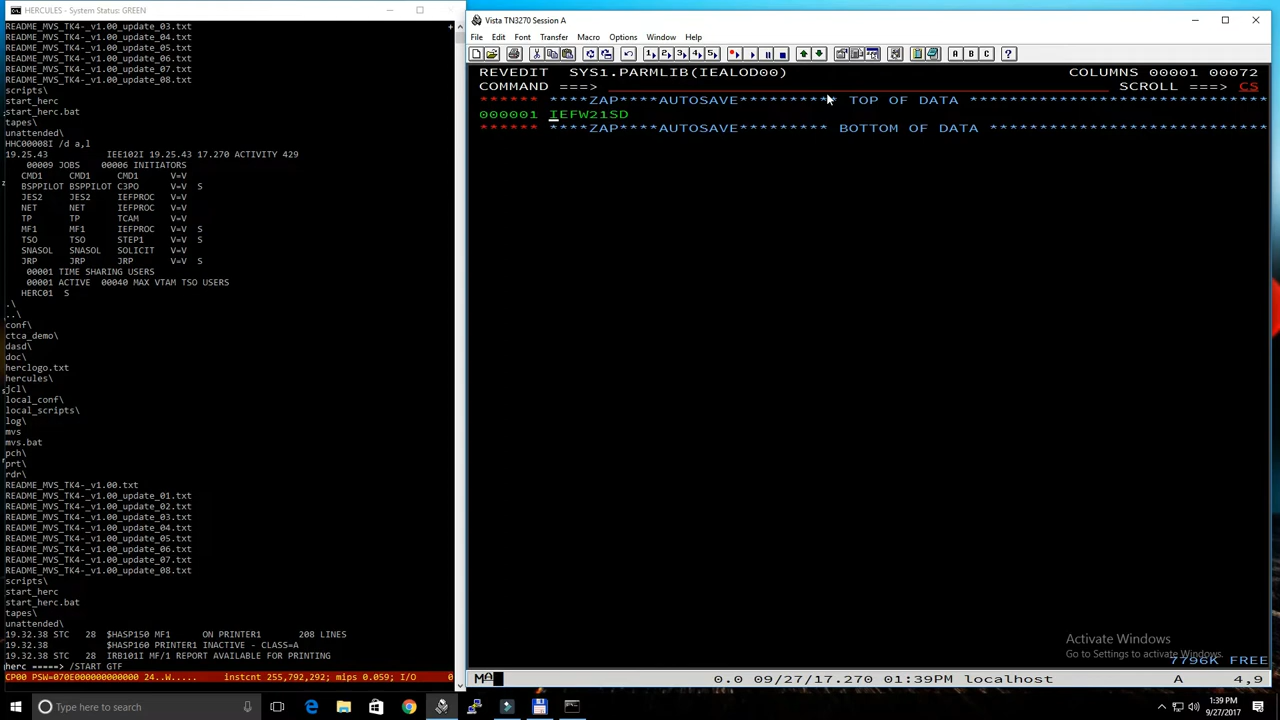 HERCULES - System Status: GREEN
README_MVS_TK4-_v1.00_update_03.txt
README_MVS_TK4-_v1.00_update_04.txt
README_MVS_TK4-_v1.00_update_05.txt
README_MVS_TK4-_v1.00_update_06.txt
README_MVS_TK4-_v1.00_update_07.txt
README_MVS_TK4-_v1.00_update_08.txt
scripts\
start_herc
start_herc.bat
tapes\
unattended\
HHC00008I /d a,l
19.25.43 IEE102I 19.25.43 17.270 ACTIVITY 429
00009 JOBS 00006 INITIATORS
CMD1 CMD1 CMD1 V=V
BSPPILOT BSPPILOT C3PO V=V S
JES2 JES2 IEFPROC V=V
NET NET IEFPROC V=V
TP TP TCAM V=V
MF1 MF1 IEFPROC V=V S
TSO TSO STEP1 V=V S
SNASOL SNASOL SOLICIT V=V
JRP JRP JRP V=V S
00001 TIME SHARING USERS
00001 ACTIVE 00040 MAX VTAM TSO USERS
HERC01 S
.\
..\
conf\
ctca_demo\
dasd\
doc\
herclogo.txt
hercules\
jcl\
local_conf\
local_scripts\
log\
mvs
mvs.bat
pch\
prt\
rdr\
README_MVS_TK4-_v1.00.txt
README_MVS_TK4-_v1.00_update_01.txt
README_MVS_TK4-_v1.00_update_02.txt
README_MVS_TK4-_v1.00_update_03.txt
README_MVS_TK4-_v1.00_update_04.txt
README_MVS_TK4-_v1.00_update_05.txt
README_MVS_TK4-_v1.00_update_06.txt
README_MVS_TK4-_v1.00_update_07.txt
README_MVS_TK4-_v1.00_update_08.txt
scripts\
start_herc
start_herc.bat
tapes\
unattended\
19.32.38 STC 28 $HASP150 MF1 ON PRINTER1 208 LINES
19.32.38 $HASP160 PRINTER1 INACTIVE - CLASS=A
19.32.38 STC 28 IRB101I MF/1 REPORT AVAILABLE FOR PRINTING
herc =====> /START GTF
CP00 PSW=070E000000000000 24..W..... instcnt 255,792,292; mips 0.059; I/O 0
Vista TN3270 Session A
File Edit Font Transfer Macro Options Window Help
REVEDIT SYS1.PARMLIB(IEALOD00) COLUMNS 00001 00072
COMMAND ===> SCROLL ===> CS
****** ****ZAP****AUTOSAVE********* TOP OF DATA ******************************
000001 IEFW21SD
****** ****ZAP****AUTOSAVE********* BOTTOM OF DATA ****************************
Activate Windows
Go to Settings to activate Windows.
7796K FREE
MA 0.0 09/27/17.270 01:39PM localhost A 4,9
Type here to search
1:39 PM
9/27/2017